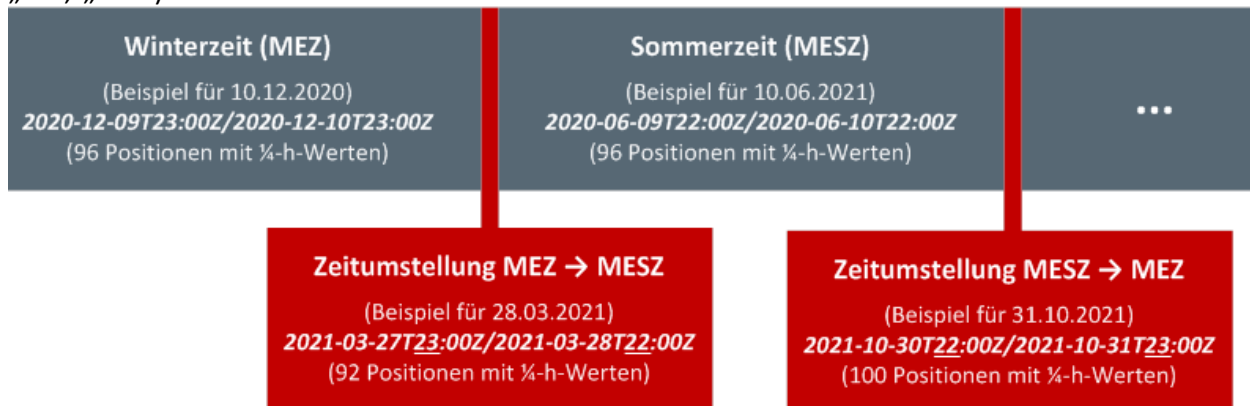 Winterzeit (MEZ)
(Beispiel für 10.12.2020)
2020-12-09T23:00Z/2020-12-10T23:00Z
(96 Positionen mit ¼-h-Werten)
Sommerzeit (MESZ)
(Beispiel für 10.06.2021)
2020-06-09T22:00Z/2020-06-10T22:00Z
(96 Positionen mit ¼-h-Werten)
...
Zeitumstellung MEZ → MESZ
(Beispiel für 28.03.2021)
2021-03-27T23:00Z/2021-03-28T22:00Z
(92 Positionen mit ¼-h-Werten)
Zeitumstellung MESZ → MEZ
(Beispiel für 31.10.2021)
2021-10-30T22:00Z/2021-10-31T23:00Z
(100 Positionen mit ¼-h-Werten)